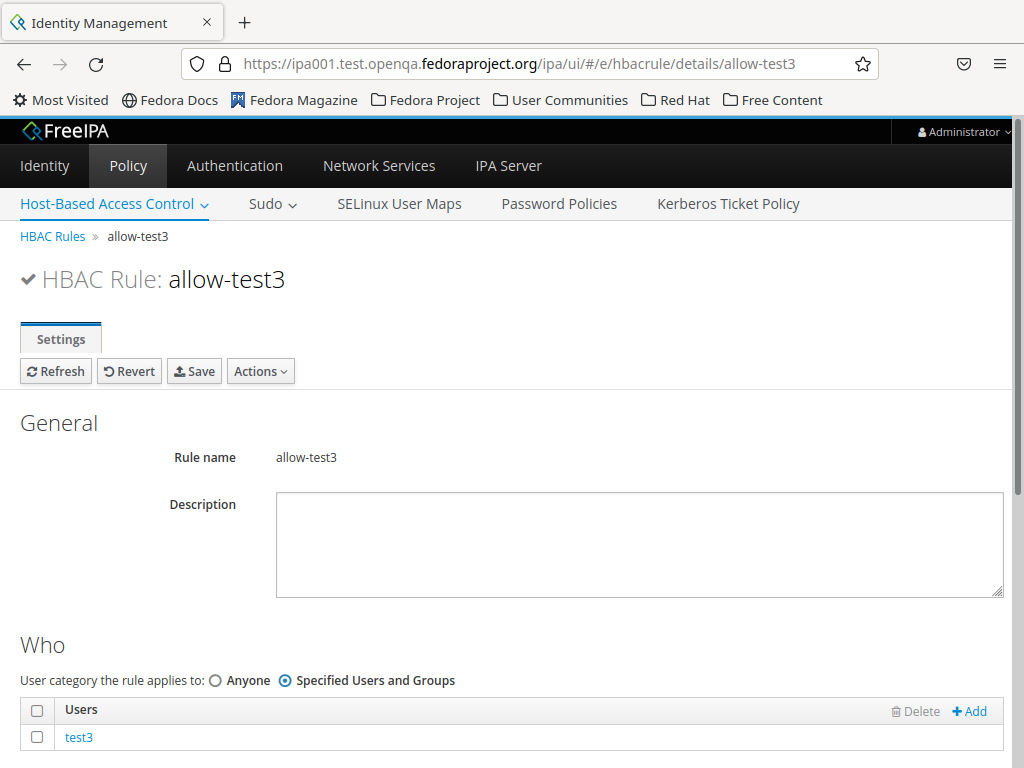 Identity Management
https://ipa001.test.openqa.fedoraproject.org/ipa/ui/#/e/hbacrule/details/allow-test3
Most Visited Fedora Docs Fedora Magazine Fedora Project User Communities Red Hat Free Content
FreeIPA Administrator
Identity Policy Authentication Network Services IPA Server
Host-Based Access Control Sudo SELinux User Maps Password Policies Kerberos Ticket Policy
HBAC Rules » allow-test3
HBAC Rule: allow-test3
Settings
Refresh Revert Save Actions
General
Rule name allow-test3
Description
Who
User category the rule applies to: Anyone Specified Users and Groups
Users Delete Add
test3